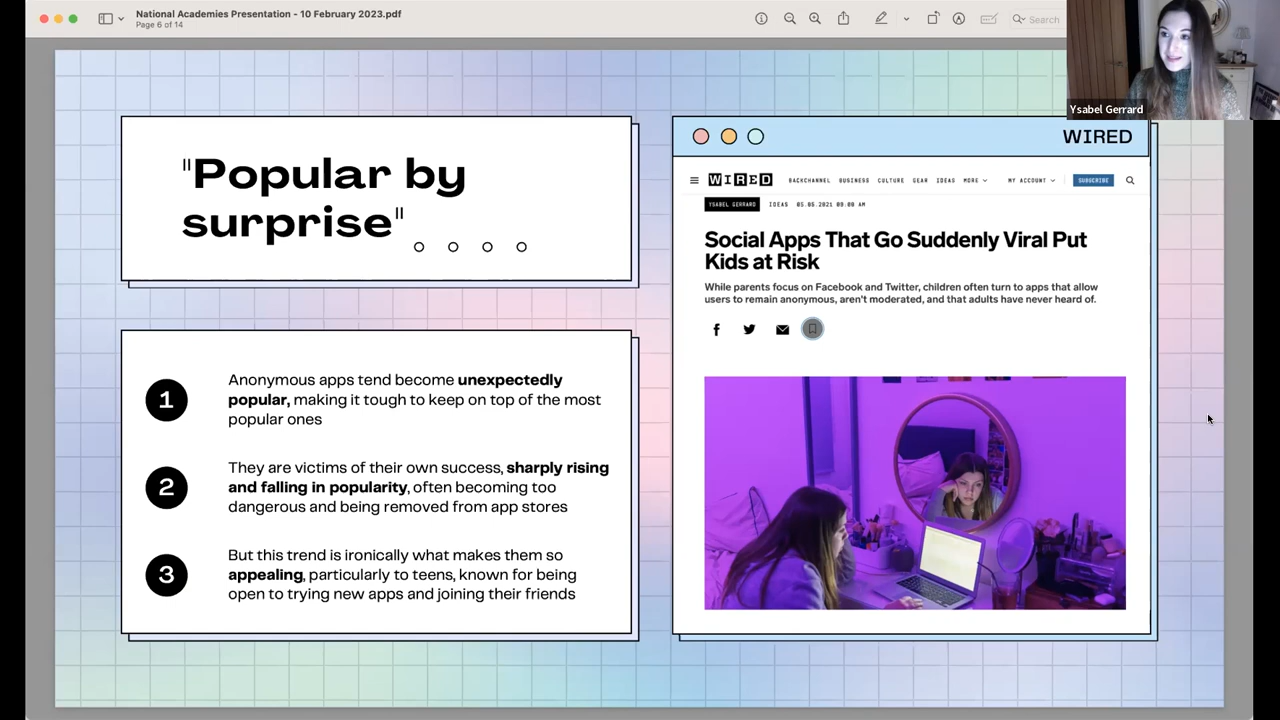 National Academies Presentation - 10 February 2023.pdf
Page 6 of 14
Search
Ysabel Gerrard
"Popular by
surprise"
1
Anonymous apps tend become unexpectedly
popular, making it tough to keep on top of the most
popular ones
2
They are victims of their own success, sharply rising
and falling in popularity, often becoming too
dangerous and being removed from app stores
3
But this trend is ironically what makes them so
appealing, particularly to teens, known for being
open to trying new apps and joining their friends
WIRED
WIRED BACKCHANNEL BUSINESS CULTURE GEAR IDEAS MORE MY ACCOUNT SUBSCRIBE
YSABEL GERRARD IDEAS 05.05.2021 09:00 AM
Social Apps That Go Suddenly Viral Put
Kids at Risk
While parents focus on Facebook and Twitter, children often turn to apps that allow
users to remain anonymous, aren't moderated, and that adults have never heard of.